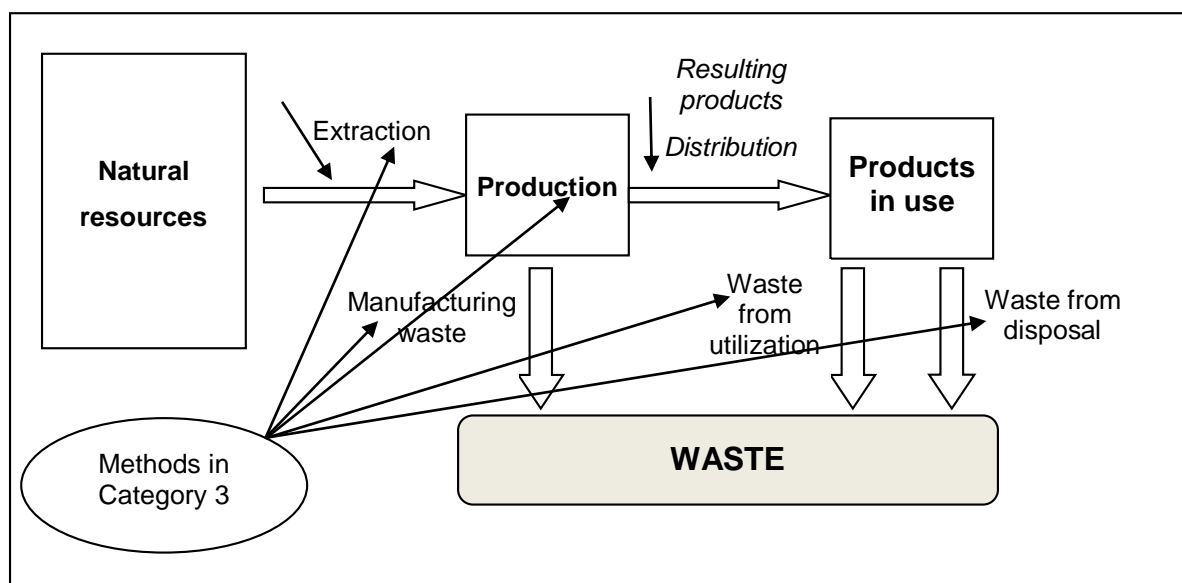 Natural
resources
Extraction
Production
Resulting
products
Distribution
Products
in use
Manufacturing
waste
Waste
from
utilization
Waste from
disposal
Methods in
Category 3
WASTE